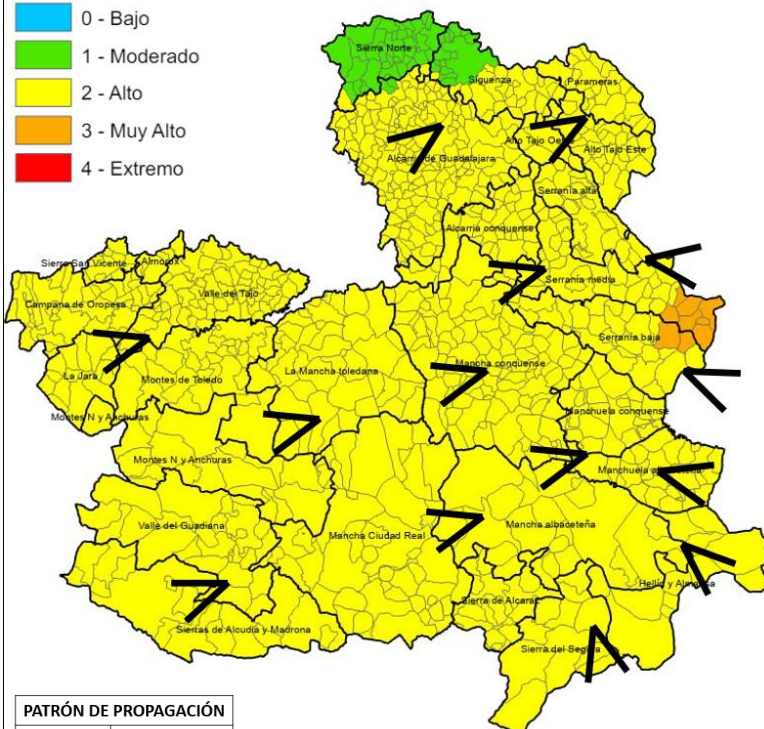 0 - Bajo
1 - Moderado
2 - Alto
3 - Muy Alto
4 - Extremo
Sierra Norte
Sigüenza
Parameras
Alcarria de Guadalajara
Alto Tajo Oeste
Alto Tajo Este
Serranía alta
Alcarria conquense
Serranía media
Sierra San Vicente
Almorox
Valle del Tajo
Campana de Oropesa
La Jara
Montes de Toledo
La Mancha toledana
Mancha conquense
Serranía baja
Montes N y Anchuras
Manchuela conquense
Montes N y Anchuras
Manchuela
Valle del Guadiana
Mancha Ciudad Real
Mancha albaceteña
Hellín y Almansa
Sierra de Alcaraz
Sierras de Alcudia y Madrona
Sierra del Segura
PATRÓN DE PROPAGACIÓN